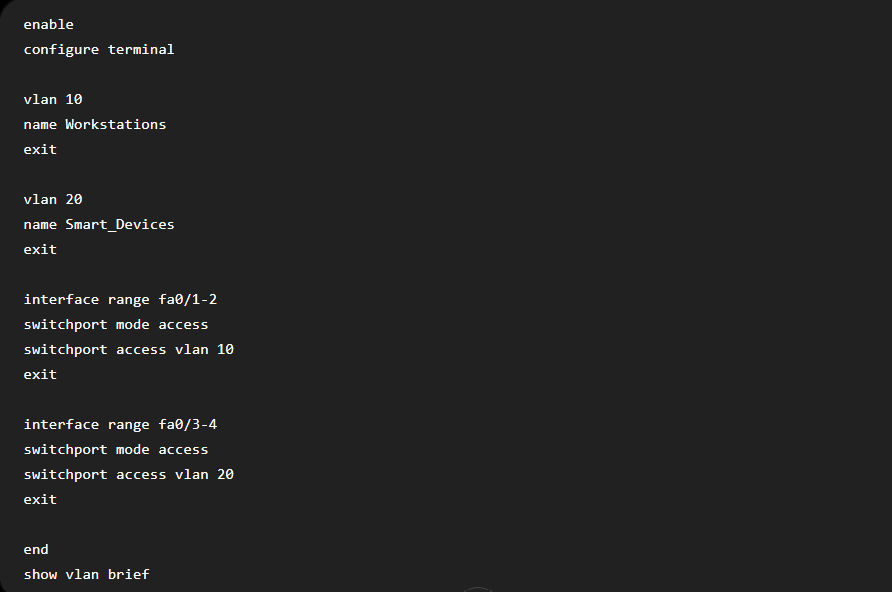 enable
configure terminal
vlan 10
name Workstations
exit
vlan 20
name Smart_Devices
exit
interface range fa0/1-2
switchport mode access
switchport access vlan 10
exit
interface range fa0/3-4
switchport mode access
switchport access vlan 20
exit
end
show vlan brief